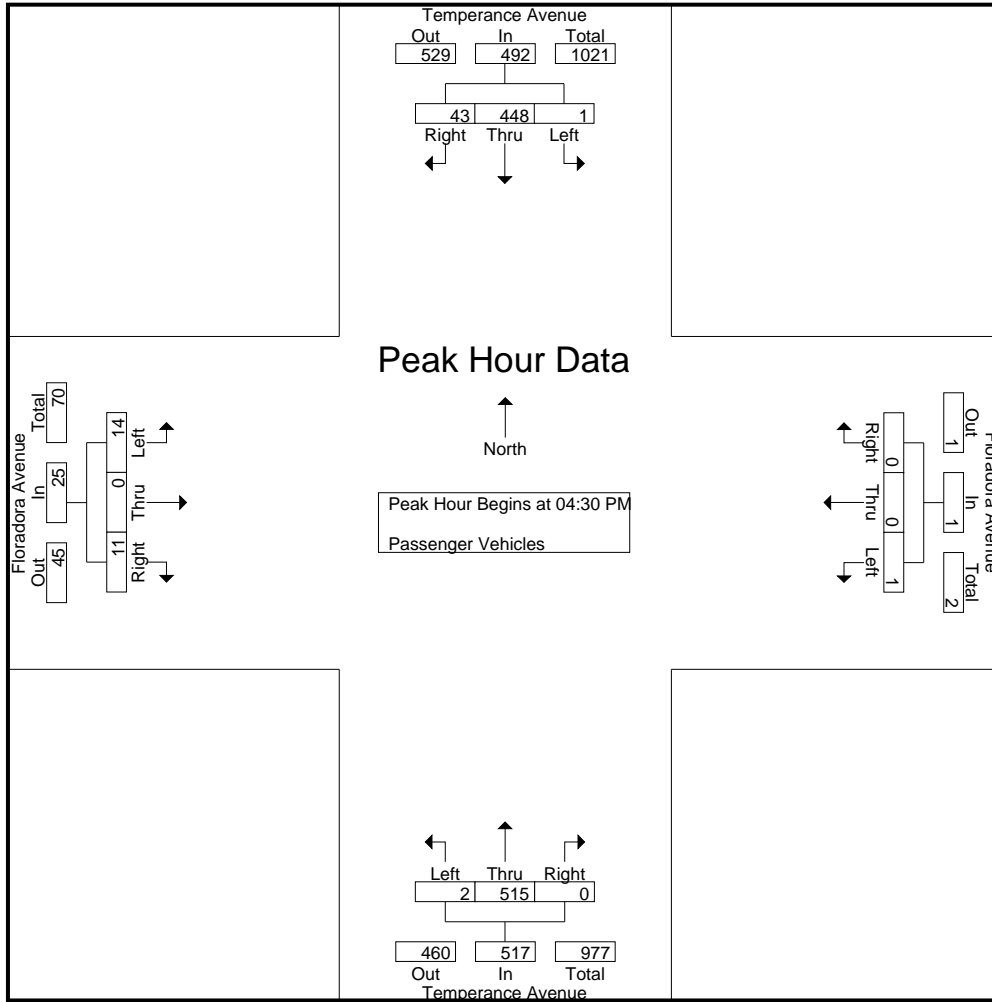 Temperance Avenue
Out In Total
529 492 1021
43 448 1
Right Thru Left
Peak Hour Data
North
Peak Hour Begins at 04:30 PM
Passenger Vehicles
Floradora Avenue
Total In Out
70 25 45
14 0 11
Left Thru Right
Right Thru Left
0 0 1
1 1 2
Out In Total
Floradora Avenue
Left Thru Right
2 515 0
460 517 977
Out In Total
Temperance Avenue